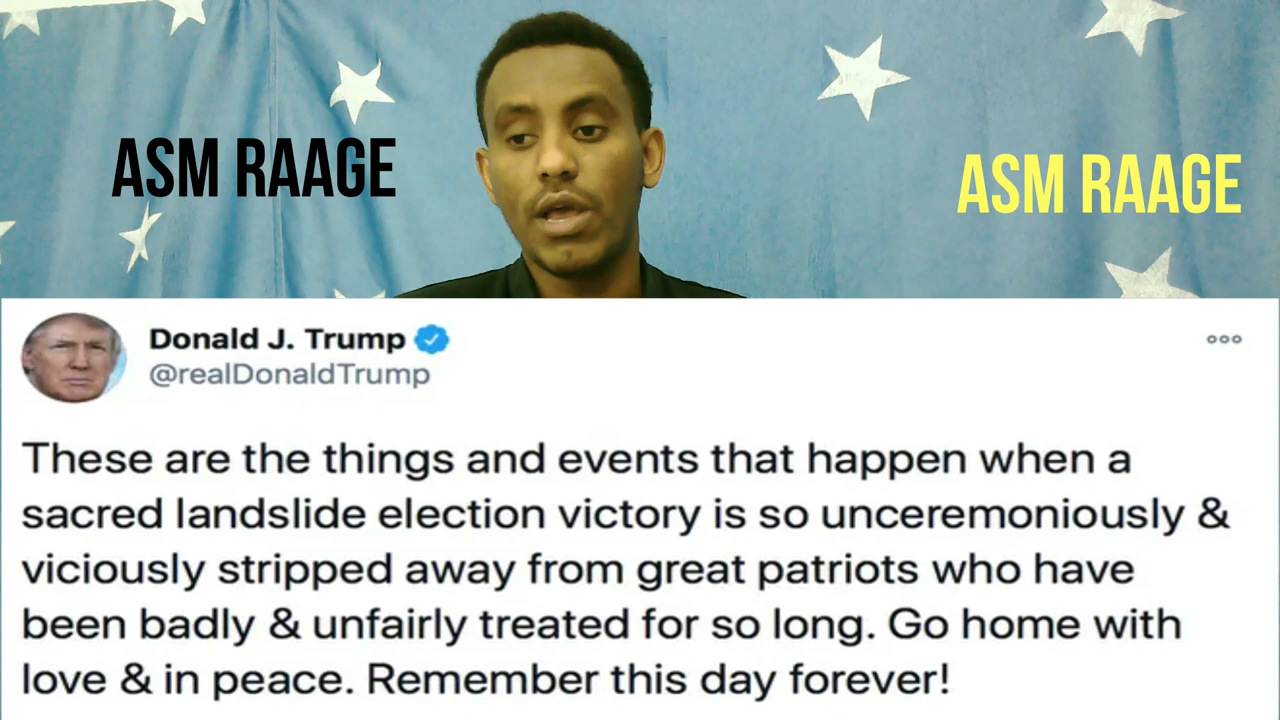 ASM RAAGE
ASM RAAGE
Donald J. Trump
@realDonaldTrump
These are the things and events that happen when a
sacred landslide election victory is so unceremoniously &
viciously stripped away from great patriots who have
been badly & unfairly treated for so long. Go home with
love & in peace. Remember this day forever!